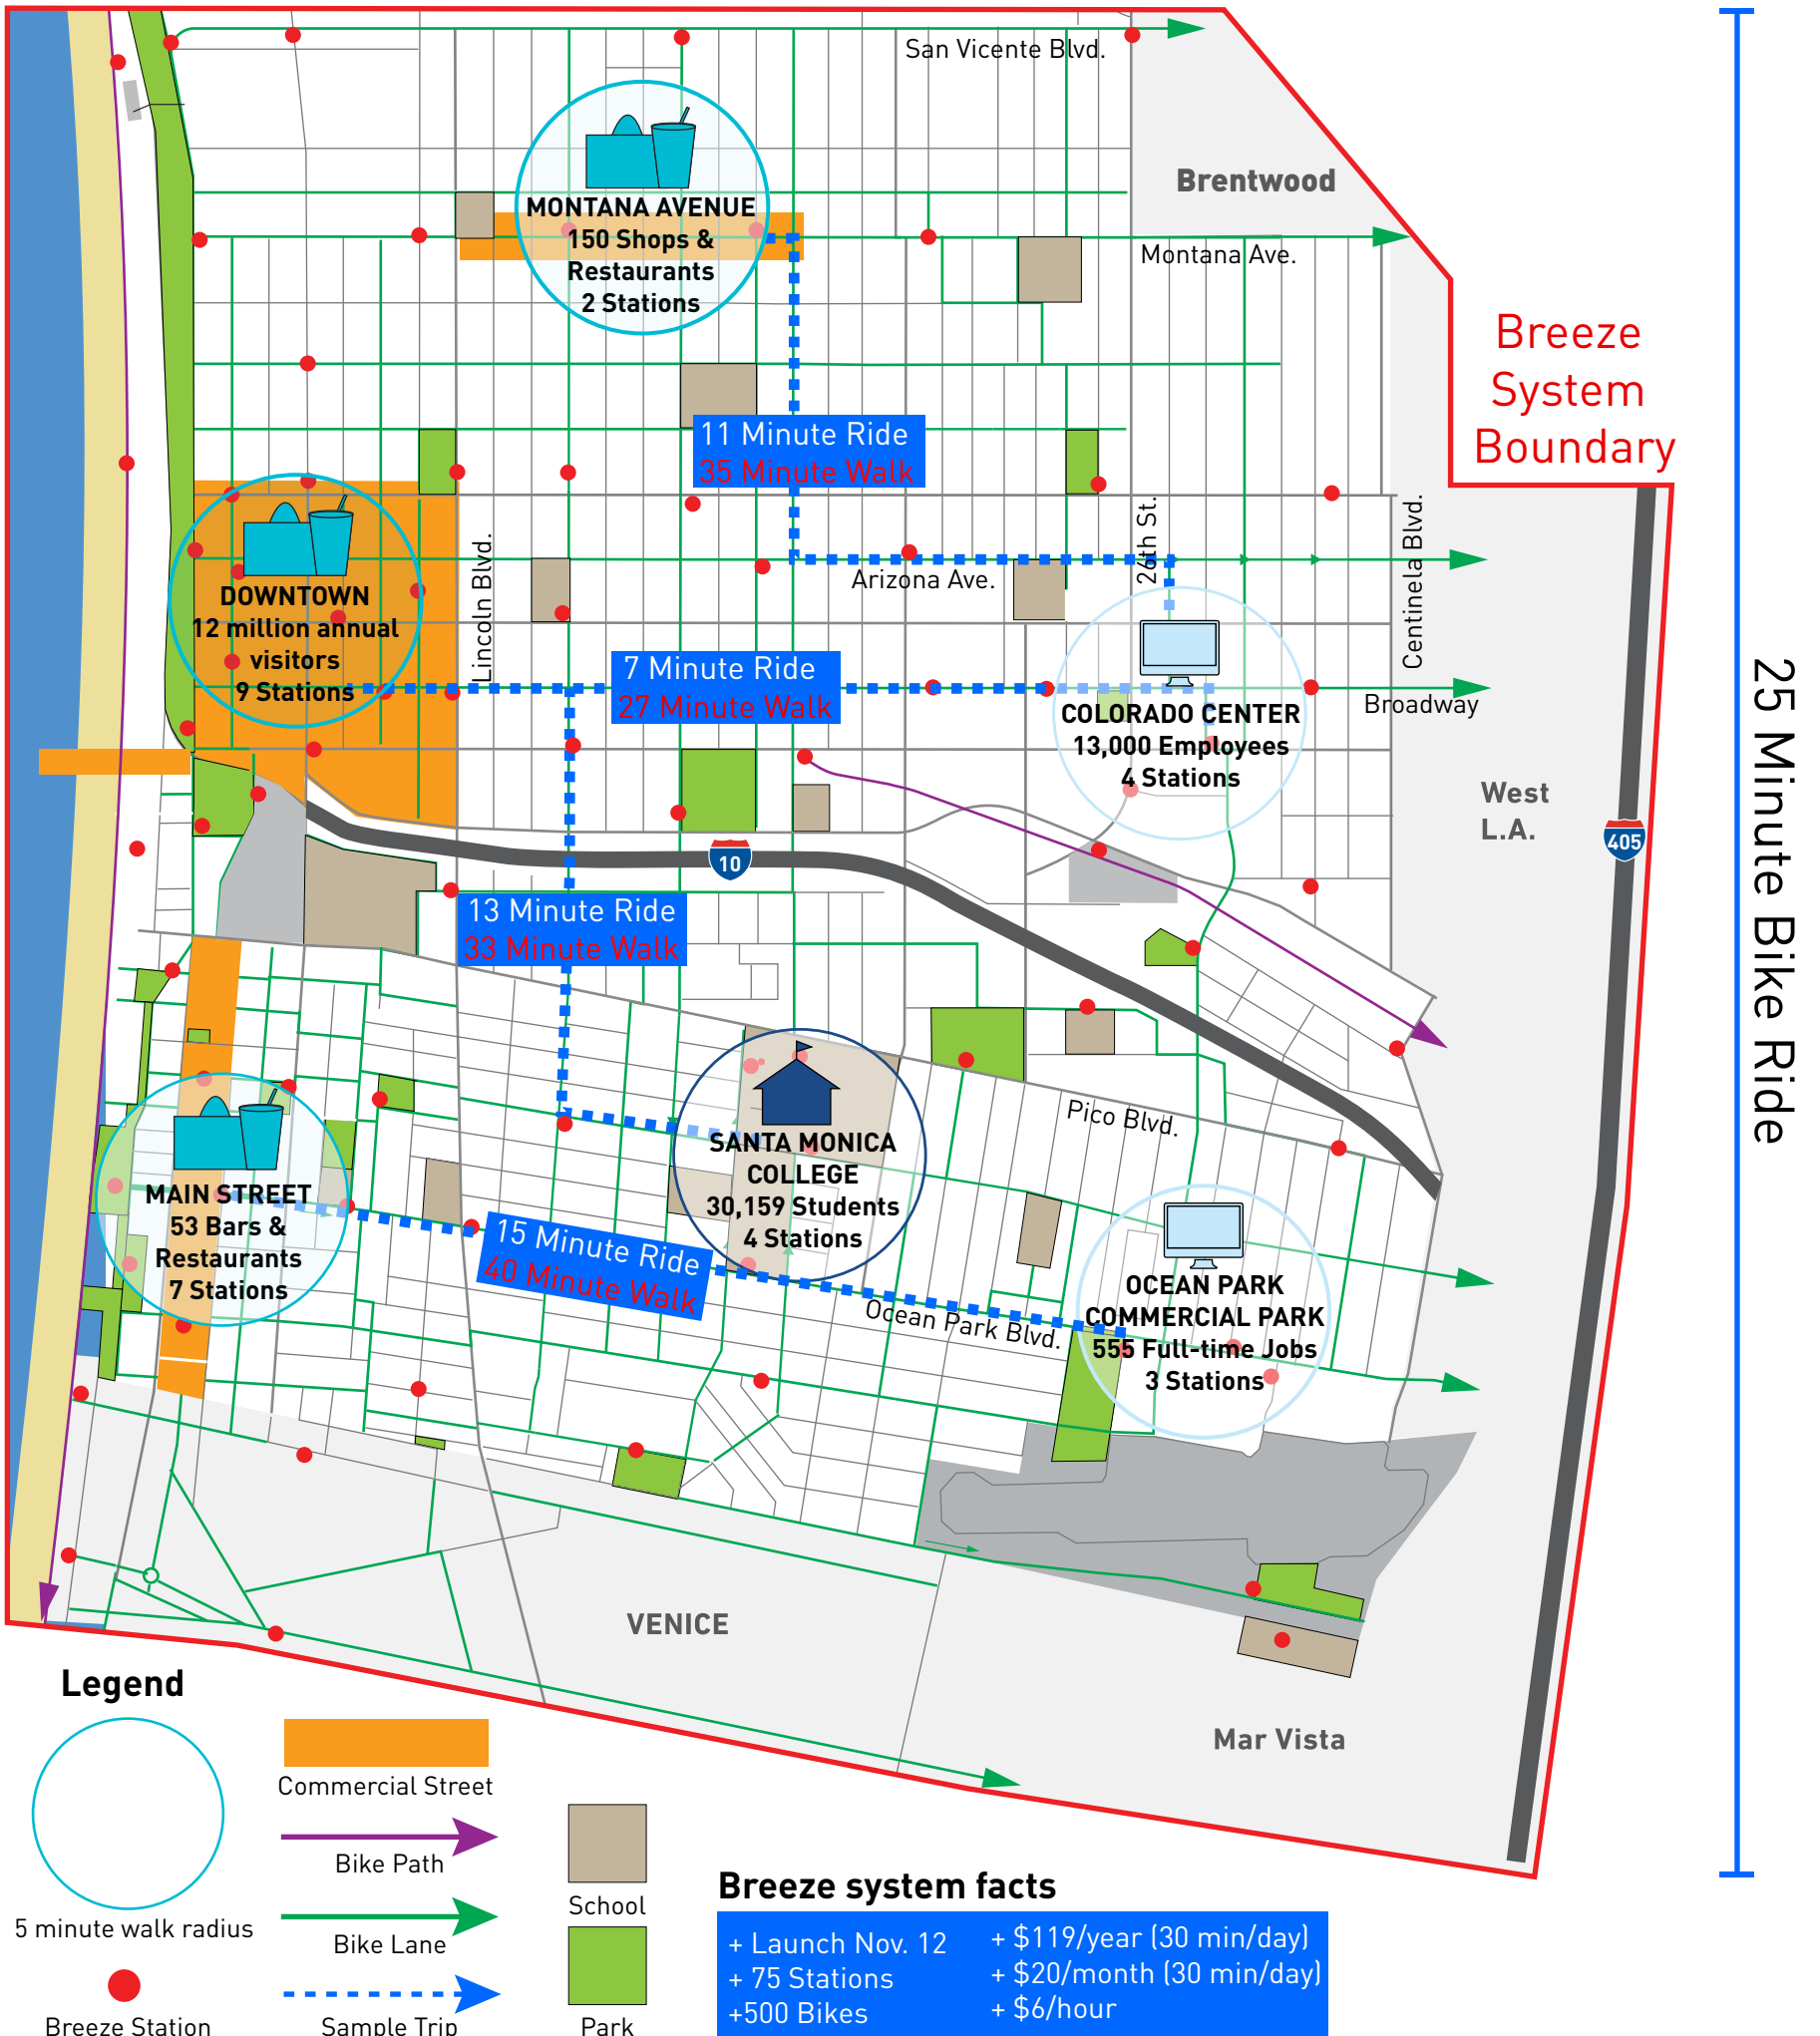 San Vicente Blvd.
Brentwood
MONTANA AVENUE
150 Shops &
Restaurants
2 Stations
Montana Ave.
Breeze
System
Boundary
11 Minute Ride
35 Minute Walk
26th St.
Centinela Blvd.
Lincoln Blvd.
Arizona Ave.
DOWNTOWN
12 million annual
visitors
9 Stations
7 Minute Ride
27 Minute Walk
Broadway
COLORADO CENTER
13,000 Employees
4 Stations
West
L.A.
405
10
25 Minute Bike Ride
13 Minute Ride
33 Minute Walk
Pico Blvd.
SANTA MONICA
COLLEGE
30,159 Students
4 Stations
MAIN STREET
53 Bars &
Restaurants
7 Stations
15 Minute Ride
40 Minute Walk
Ocean Park Blvd.
OCEAN PARK
COMMERCIAL PARK
555 Full-time Jobs
3 Stations
VENICE
Mar Vista
Legend
5 minute walk radius
Breeze Station
Commercial Street
Bike Path
Bike Lane
Sample Trip
School
Park
Breeze system facts
+ Launch Nov. 12
+ 75 Stations
+500 Bikes
+ $119/year (30 min/day)
+ $20/month (30 min/day)
+ $6/hour